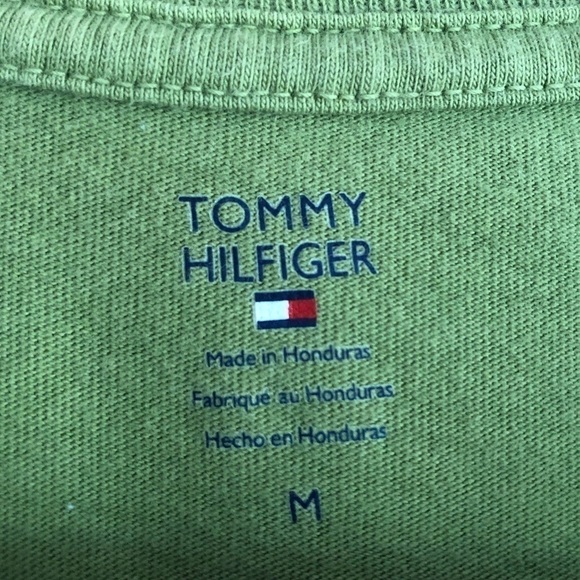 TOMMY
HILFIGER
Made in Honduras
Fabrique au Honduras
Hecho en Honduras
M